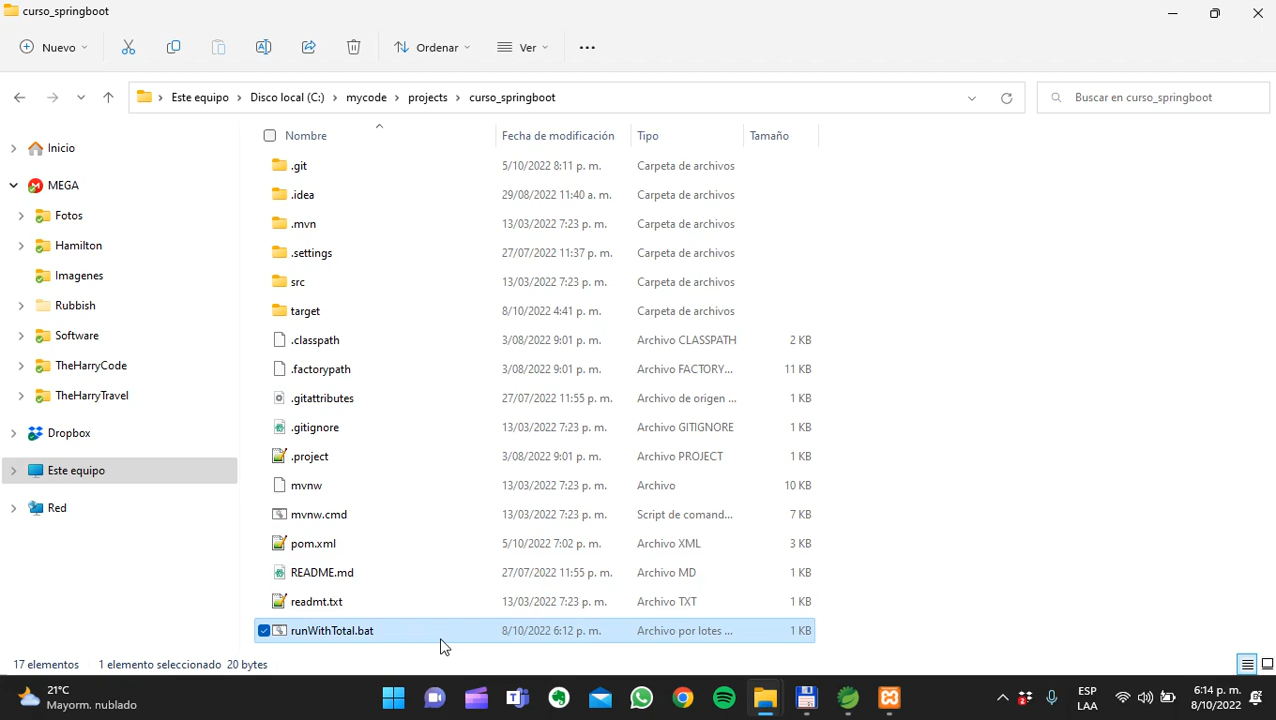 curso_springboot
Nuevo
Ordenar
Ver
Este equipo > Disco local (C:) > mycode > projects > curso_springboot
Buscar en curso_springboot
Nombre Fecha de modificación Tipo Tamaño
Inicio
MEGA
Fotos
Hamilton
Imagenes
Rubbish
Software
TheHarryCode
TheHarryTravel
Dropbox
Este equipo
Red
.git 5/10/2022 8:11 p. m. Carpeta de archivos
.idea 29/08/2022 11:40 a. m. Carpeta de archivos
.mvn 13/03/2022 7:23 p. m. Carpeta de archivos
.settings 27/07/2022 11:37 p. m. Carpeta de archivos
src 13/03/2022 7:23 p. m. Carpeta de archivos
target 8/10/2022 4:41 p. m. Carpeta de archivos
.classpath 3/08/2022 9:01 p. m. Archivo CLASSPATH 2 KB
.factorypath 3/08/2022 9:01 p. m. Archivo FACTORY... 11 KB
.gitattributes 27/07/2022 11:55 p. m. Archivo de origen ... 1 KB
.gitignore 13/03/2022 7:23 p. m. Archivo GITIGNORE 1 KB
.project 3/08/2022 9:01 p. m. Archivo PROJECT 1 KB
mvnw 13/03/2022 7:23 p. m. Archivo 10 KB
mvnw.cmd 13/03/2022 7:23 p. m. Script de comand... 7 KB
pom.xml 5/10/2022 7:02 p. m. Archivo XML 3 KB
README.md 27/07/2022 11:55 p. m. Archivo MD 1 KB
readmt.txt 13/03/2022 7:23 p. m. Archivo TXT 1 KB
runWithTotal.bat 8/10/2022 6:12 p. m. Archivo por lotes ... 1 KB
17 elementos 1 elemento seleccionado 20 bytes
21°C
Mayorm. nublado
ESP
LAA
6:14 p. m.
8/10/2022